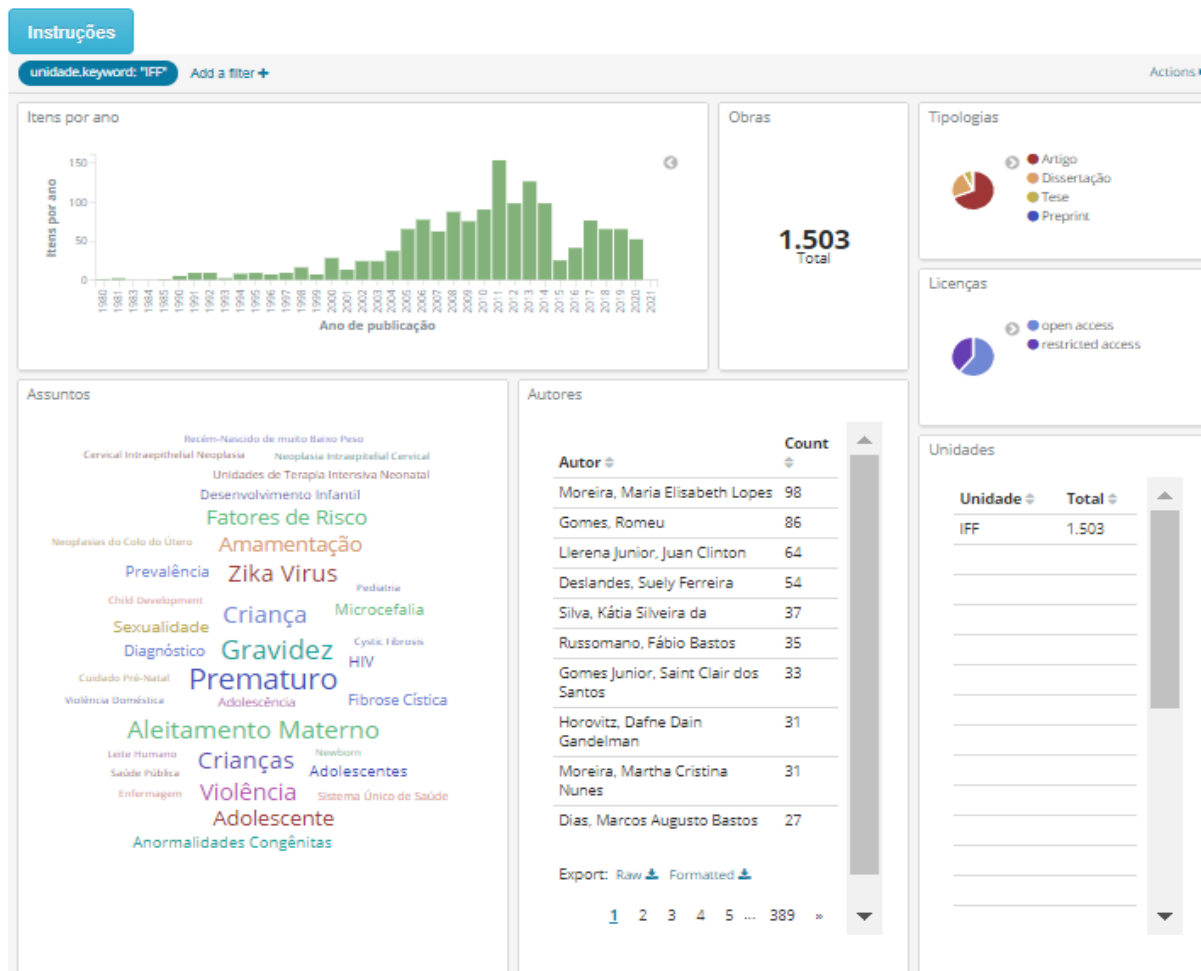 Instruções
unidade.keyword: "IFF"
Add a filter +
Actions
Itens por ano
150
100
50
0
Itens por ano
1980
1981
1983
1984
1985
1990
1991
1992
1993
1994
1995
1996
1997
1998
1999
2000
2001
2002
2003
2004
2005
2006
2007
2008
2009
2010
2011
2012
2013
2014
2015
2016
2017
2018
2019
2020
2021
Ano de publicação
Obras
1.503
Total
Tipologias
Artigo
Dissertação
Tese
Preprint
Licenças
open access
restricted access
Assuntos
Recém-Nascido de muito Baixo Peso
Cervical Intraepithelial Neoplasia
Neoplasia Intraepitelial Cervical
Unidades de Terapia Intensiva Neonatal
Desenvolvimento Infantil
Fatores de Risco
Neoplasias do Colo do Útero
Amamentação
Prevalência
Zika Virus
Pediatria
Child Development
Criança
Microcefalia
Sexualidade
Diagnóstico
Gravidez
Cystic Fibrosis
HIV
Cuidado Pré-Natal
Prematuro
Violência Doméstica
Adolescência
Fibrose Cística
Aleitamento Materno
Leite Humano
Crianças
Newborn
Saúde Pública
Adolescentes
Enfermagem
Violência
Sistema Único de Saúde
Adolescente
Anormalidades Congênitas
Autores
Autor
Count
Moreira, Maria Elisabeth Lopes 98
Gomes, Romeu 86
Llerena Junior, Juan Clinton 64
Deslandes, Suely Ferreira 54
Silva, Kátia Silveira da 37
Russomano, Fábio Bastos 35
Gomes Junior, Saint Clair dos 33
Santos
Horovitz, Dafne Dain 31
Gandelman
Moreira, Martha Cristina 31
Nunes
Dias, Marcos Augusto Bastos 27
Export: Raw Formatted
1 2 3 4 5 ... 389 »
Unidades
Unidade Total
IFF 1.503